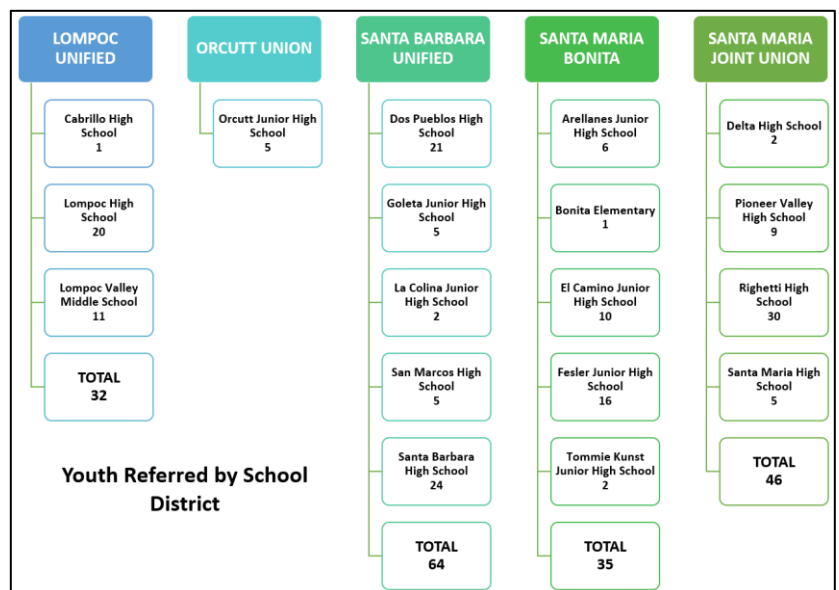 LOMPOC
UNIFIED
Cabrillo High
School
1
Lompoc High
School
20
Lompoc Valley
Middle School
11
TOTAL
32
ORCUTT UNION
Orcutt Junior High
School
5
SANTA BARBARA
UNIFIED
Dos Pueblos High
School
21
Goleta Junior High
School
5
La Colina Junior
High School
2
San Marcos High
School
5
Santa Barbara
High School
24
TOTAL
64
SANTA MARIA
BONITA
Arellanes Junior
High School
6
Bonita Elementary
1
El Camino Junior
High School
10
Fesler Junior High
School
16
Tommie Kunst
Junior High School
2
TOTAL
35
SANTA MARIA
JOINT UNION
Delta High School
2
Pioneer Valley
High School
9
Righetti High
School
30
Santa Maria High
School
5
TOTAL
46
Youth Referred by School
District